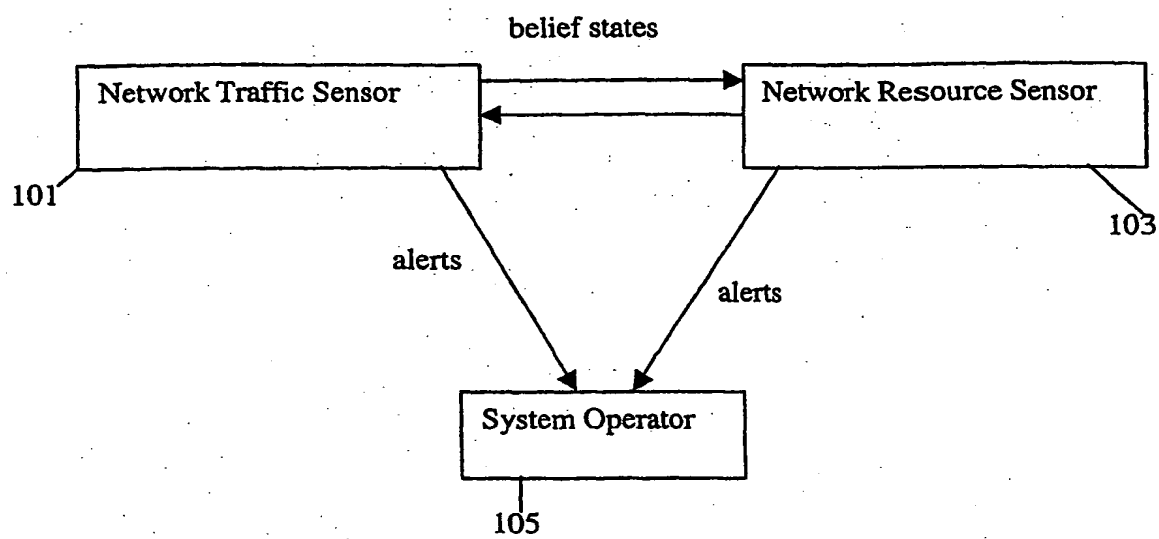 belief states
Network Traffic Sensor
Network Resource Sensor
101
103
alerts
alerts
System Operator
105